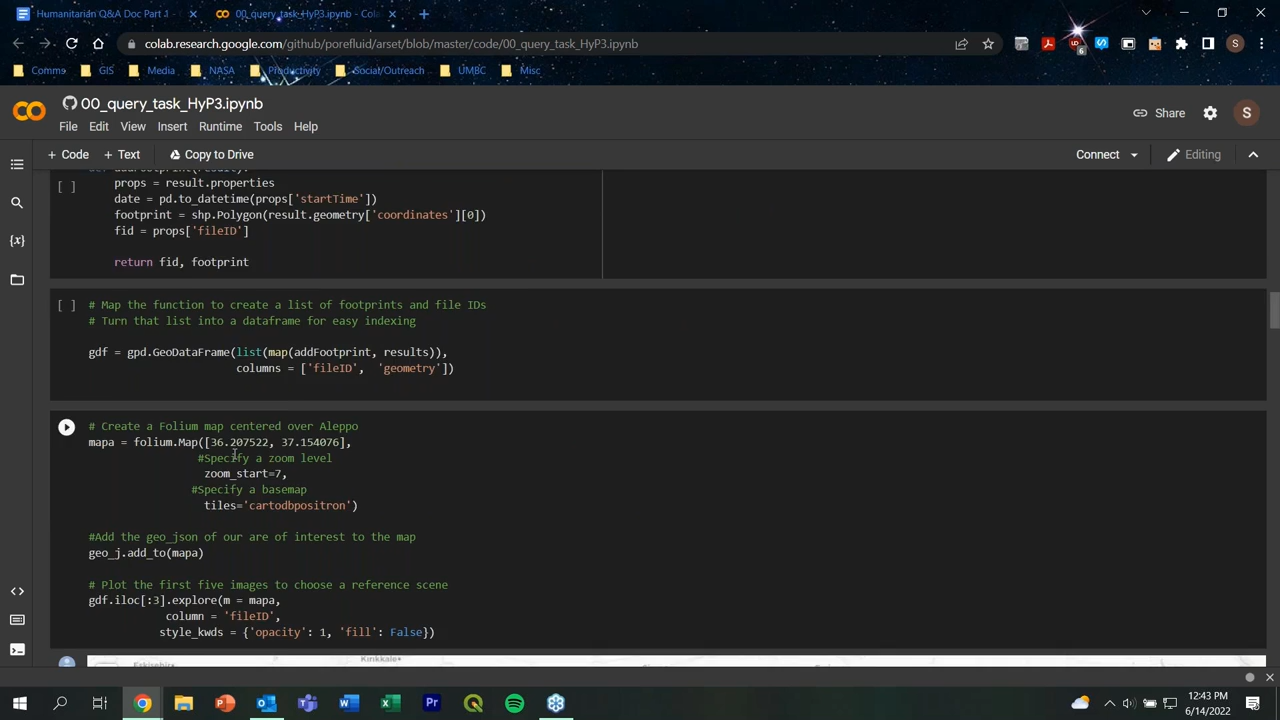 Humanitarian Q&A Doc Part 1
00_query_task_HyP3.ipynb - Cola
colab.research.google.com/github/porefluid/arset/blob/master/code/00_query_task_HyP3.ipynb
S
Comms
GIS
Media
NASA
Productivity
Social/Outreach
UMBC
Misc
00_query_task_HyP3.ipynb
Share
S
File Edit View Insert Runtime Tools Help
+ Code + Text Copy to Drive
Connect
Editing
def addFootprint(result):
[ ]
props = result.properties
date = pd.to_datetime(props['startTime'])
footprint = shp.Polygon(result.geometry['coordinates'][0])
fid = props['fileID']
return fid, footprint
[ ]
# Map the function to create a list of footprints and file IDs
# Turn that list into a dataframe for easy indexing
gdf = gpd.GeoDataFrame(list(map(addFootprint, results)),
columns = ['fileID', 'geometry'])
# Create a Folium map centered over Aleppo
mapa = folium.Map([36.207522, 37.154076],
#Specify a zoom level
zoom_start=7,
#Specify a basemap
tiles='cartodbpositron')
#Add the geo_json of our are of interest to the map
geo_j.add_to(mapa)
# Plot the first five images to choose a reference scene
gdf.iloc[:3].explore(m = mapa,
column = 'fileID',
style_kwds = {'opacity': 1, 'fill': False})
Eskişehir
Kırıkkale
12:43 PM
6/14/2022